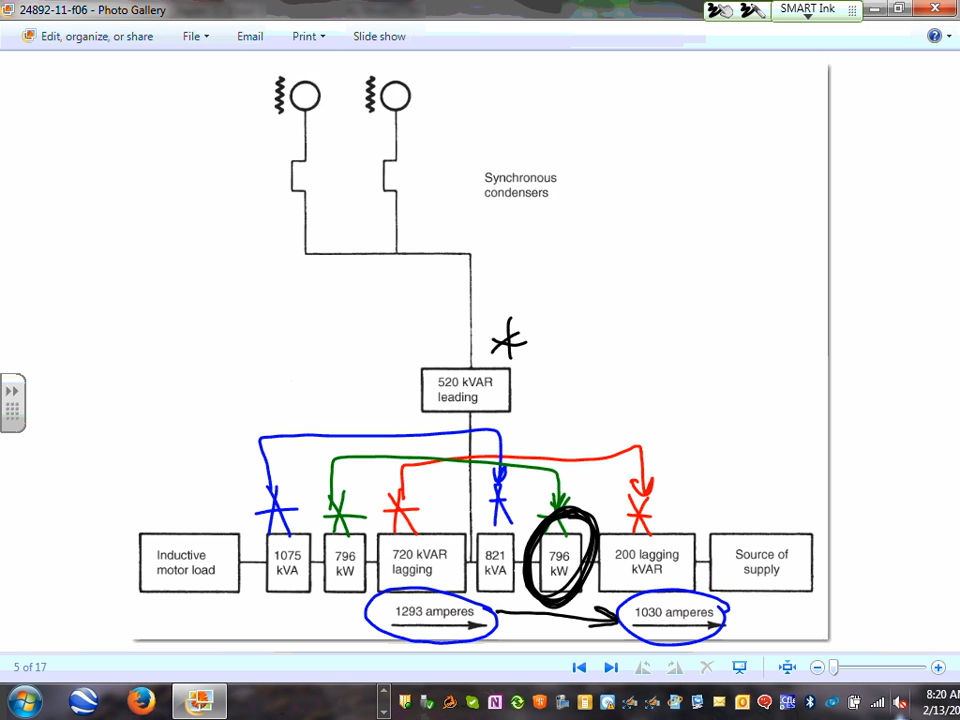 24892-11-f06 - Photo Gallery
SMART Ink
Edit, organize, or share
File
Email
Print
Slide show
Synchronous
condensers
520 kVAR
leading
Inductive
motor load
1075
kVA
796
kW
720 kVAR
lagging
821
kVA
796
kW
200 lagging
kVAR
Source of
supply
1293 amperes
1030 amperes
5 of 17
8:20 AM
2/13/20